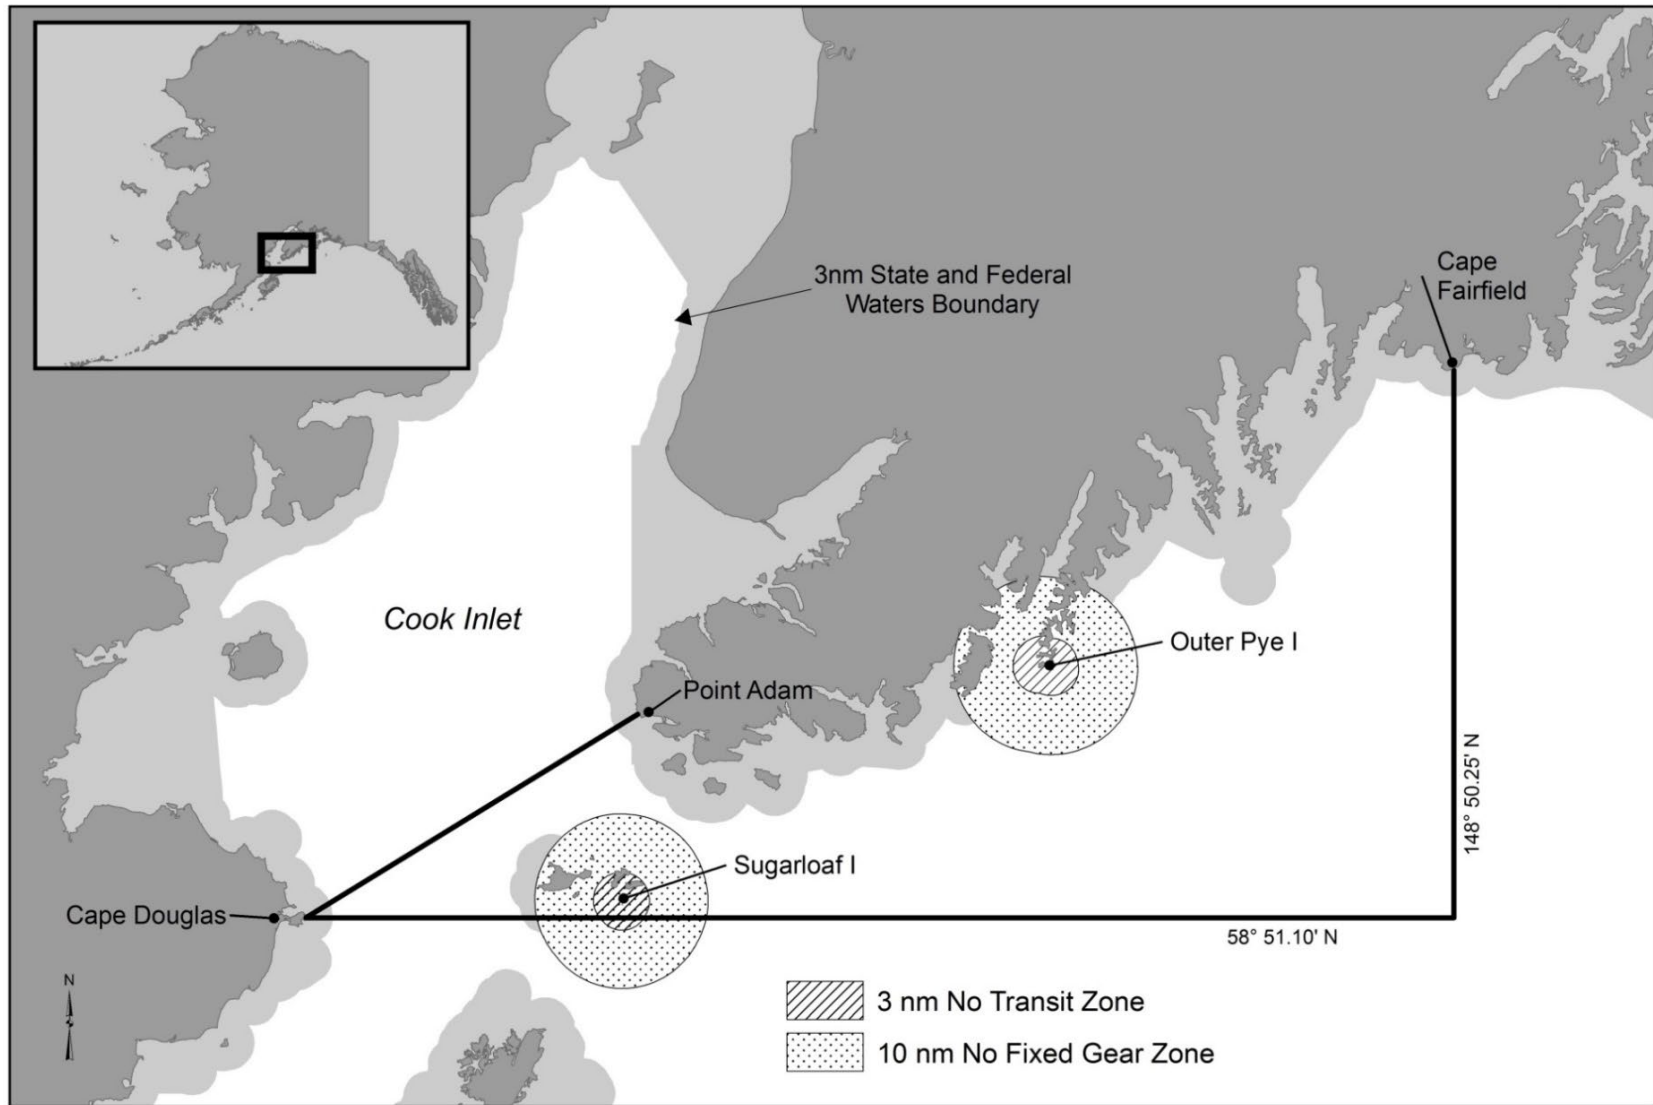 3nm State and Federal
Waters Boundary
Cape
Fairfield
Cook Inlet
Outer Pye I
Point Adam
148° 50.25' N
Sugarloaf I
Cape Douglas
58° 51.10' N
N
3 nm No Transit Zone
10 nm No Fixed Gear Zone